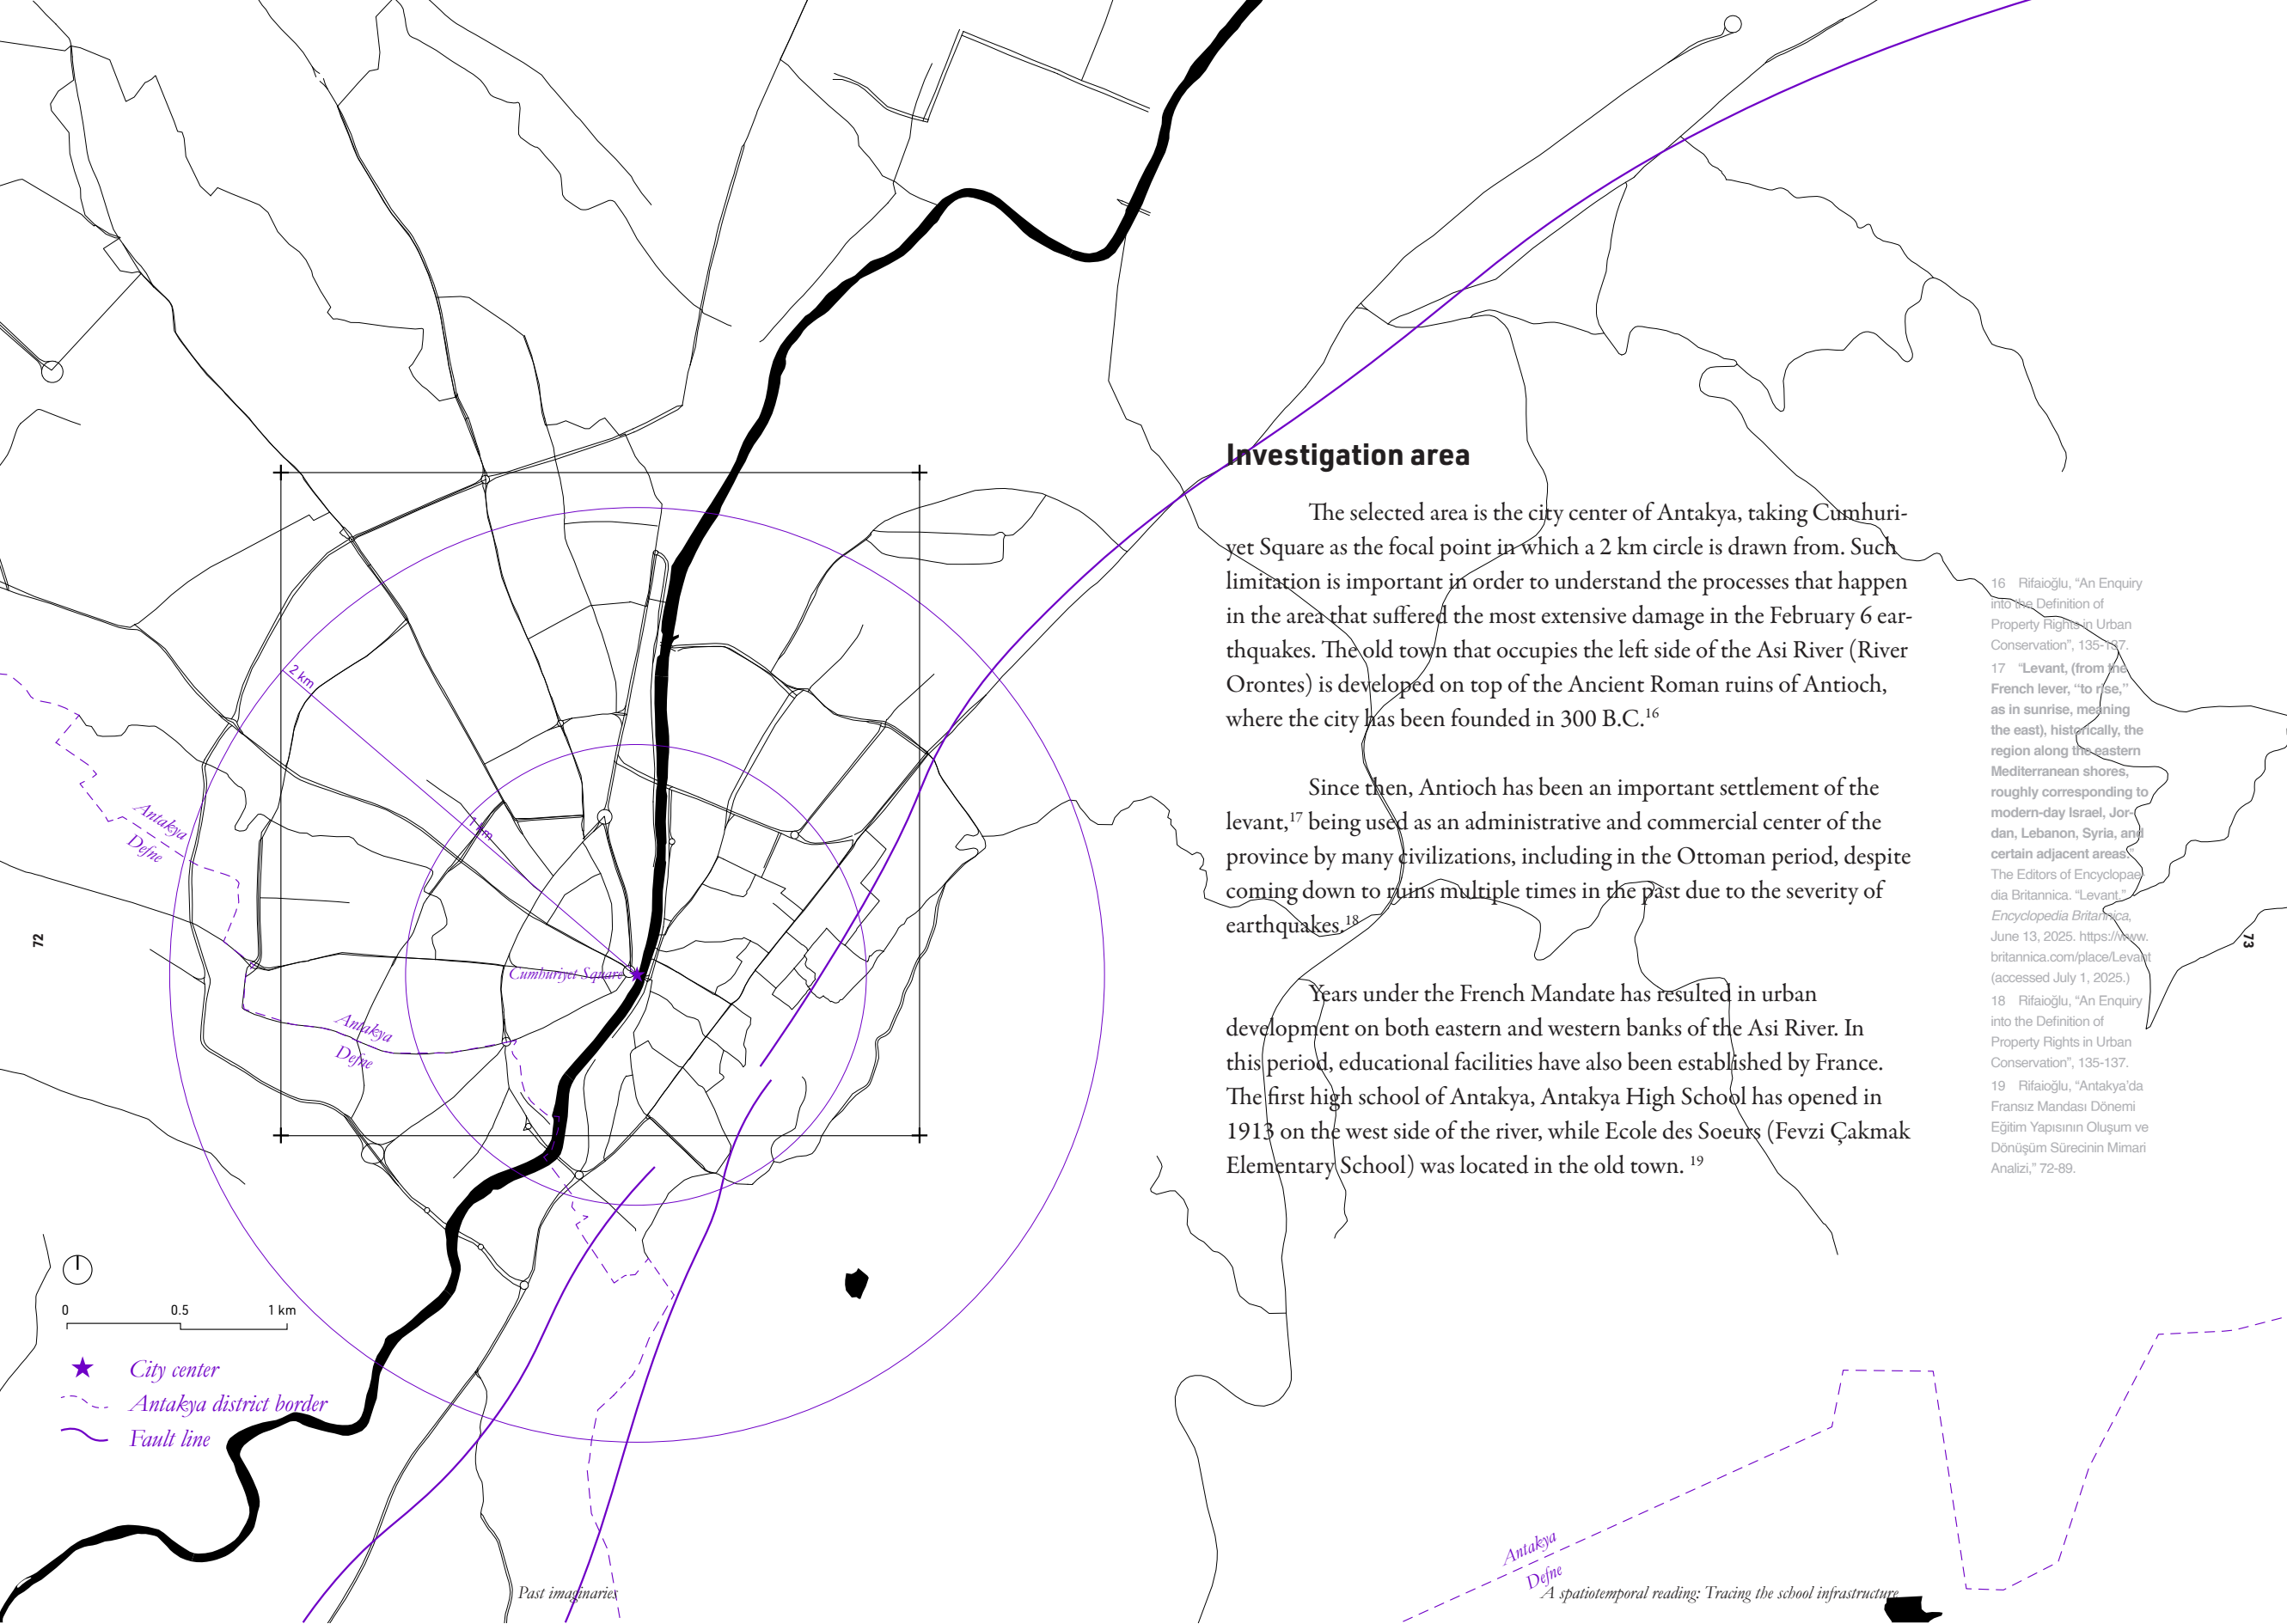 2 km
1 km
Antakya
Defne
Cumhuriyet Square
Antakya
Defne
72
0 0.5 1 km
City center
Antakya district border
Fault line
Past imaginaries
Investigation area
The selected area is the city center of Antakya, taking Cumhuri-
yet Square as the focal point in which a 2 km circle is drawn from. Such
limitation is important in order to understand the processes that happen
in the area that suffered the most extensive damage in the February 6 ear-
thquakes. The old town that occupies the left side of the Asi River (River
Orontes) is developed on top of the Ancient Roman ruins of Antioch,
where the city has been founded in 300 B.C.16
Since then, Antioch has been an important settlement of the
levant,17 being used as an administrative and commercial center of the
province by many civilizations, including in the Ottoman period, despite
coming down to ruins multiple times in the past due to the severity of
earthquakes.18
Years under the French Mandate has resulted in urban
development on both eastern and western banks of the Asi River. In
this period, educational facilities have also been established by France.
The first high school of Antakya, Antakya High School has opened in
1913 on the west side of the river, while Ecole des Soeurs (Fevzi Çakmak
Elementary School) was located in the old town. 19
16 Rifaioğlu, “An Enquiry
into the Definition of
Property Rights in Urban
Conservation”, 135-137.
17 “Levant, (from the
French lever, “to rise,”
as in sunrise, meaning
the east), historically, the
region along the eastern
Mediterranean shores,
roughly corresponding to
modern-day Israel, Jor-
dan, Lebanon, Syria, and
certain adjacent areas.”
The Editors of Encyclopae-
dia Britannica. “Levant.”
Encyclopedia Britannica,
June 13, 2025. https://www.
britannica.com/place/Levant
(accessed July 1, 2025.)
18 Rifaioğlu, “An Enquiry
into the Definition of
Property Rights in Urban
Conservation”, 135-137.
19 Rifaioğlu, “Antakya’da
Fransız Mandası Dönemi
Eğitim Yapısının Oluşum ve
Dönüşüm Sürecinin Mimari
Analizi,” 72-89.
73
Antakya
Defne
A spatiotemporal reading: Tracing the school infrastructure